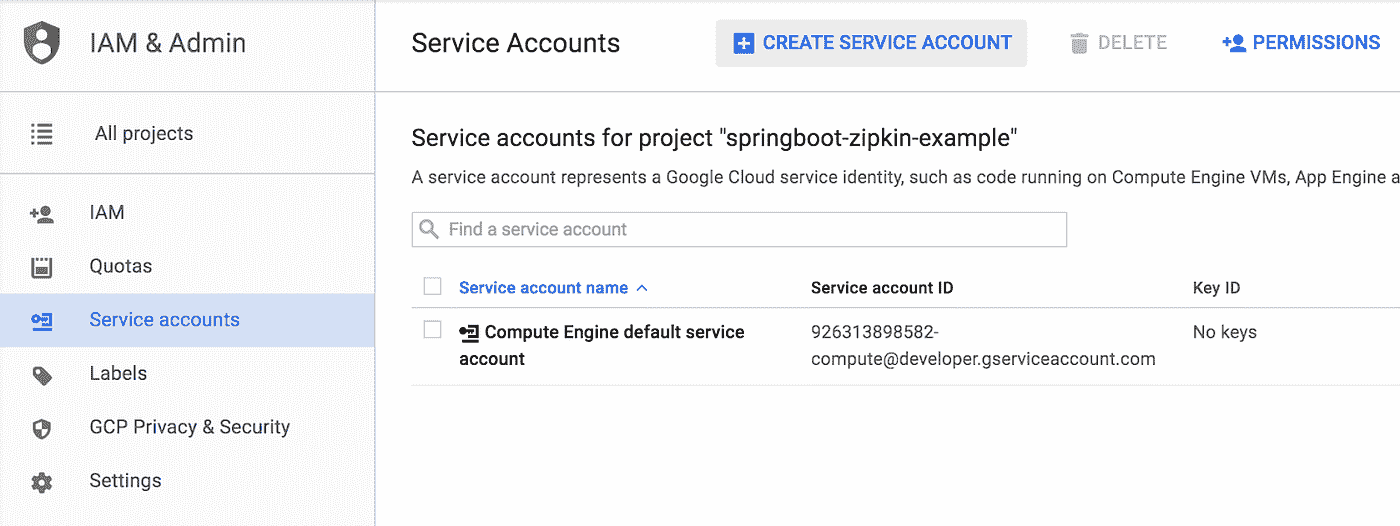 IAM & Admin
Service Accounts
CREATE SERVICE ACCOUNT
DELETE
PERMISSIONS
All projects
IAM
Quotas
Service accounts
Labels
GCP Privacy & Security
Settings
Service accounts for project "springboot-zipkin-example"
A service account represents a Google Cloud service identity, such as code running on Compute Engine VMs, App Engine a
Find a service account
Service account name
Service account ID
Key ID
Compute Engine default service
account
926313898582-
compute@developer.gserviceaccount.com
No keys